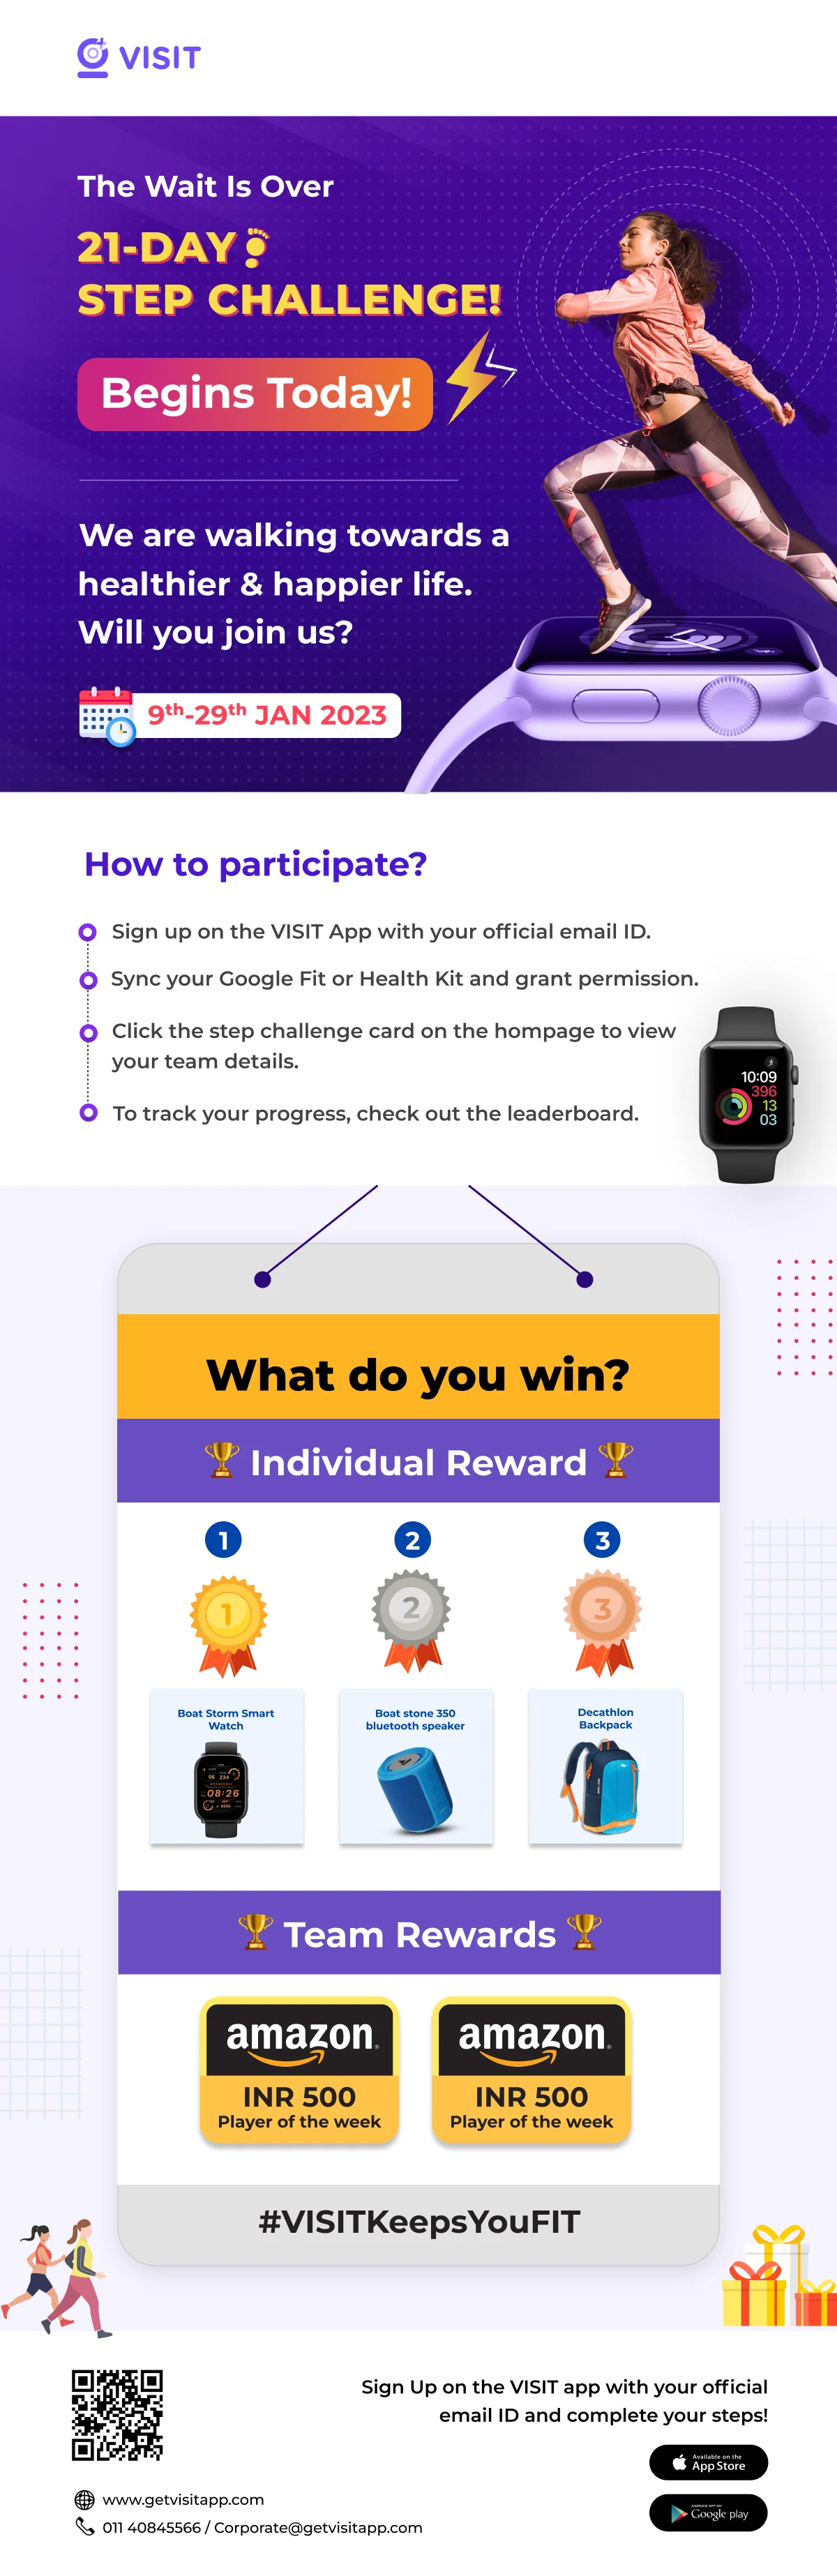 VISIT
The Wait Is Over
21-DAY
STEP CHALLENGE!
Begins Today!
We are walking towards a
healthier & happier life.
Will you join us?
9th-29th JAN 2023
How to participate?
Sign up on the VISIT App with your official email ID.
Sync your Google Fit or Health Kit and grant permission.
Click the step challenge card on the hompage to view
your team details.
To track your progress, check out the leaderboard.
10:09
396
13
03
What do you win?
Individual Reward
1 2 3
1 2 3
Boat Storm Smart
Watch
Boat stone 350
bluetooth speaker
Decathlon
Backpack
08:26
Team Rewards
amazon
INR 500
Player of the week
amazon
INR 500
Player of the week
#VISITKeepsYouFIT
Sign Up on the VISIT app with your official
email ID and complete your steps!
Available on the
App Store
ANDROID APP ON
Google play
www.getvisitapp.com
011 40845566 / Corporate@getvisitapp.com